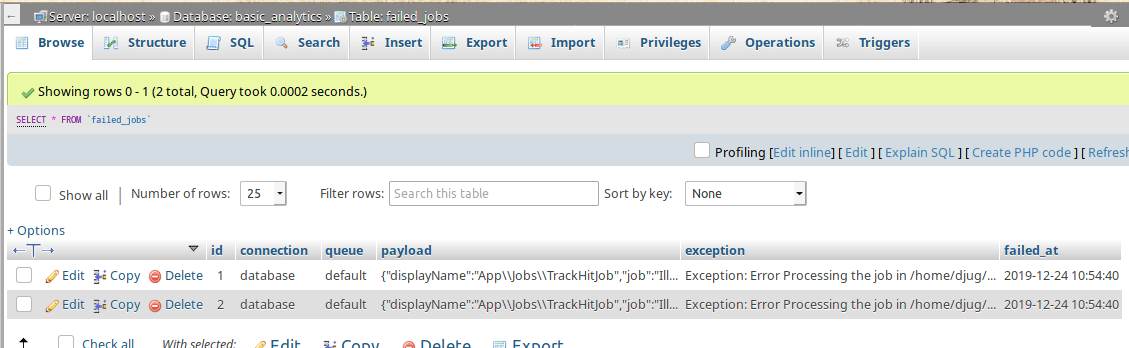 Server: localhost » Database: basic_analytics » Table: failed_jobs
Browse Structure SQL Search Insert Export Import Privileges Operations Triggers
Showing rows 0 - 1 (2 total, Query took 0.0002 seconds.)
SELECT * FROM `failed_jobs`
Profiling [Edit inline] [ Edit ] [ Explain SQL ] [ Create PHP code ] [ Refresh
Show all | Number of rows: 25 Filter rows: Search this table Sort by key: None
+ Options
←T→ id connection queue payload exception failed_at
Edit Copy Delete 1 database default {"displayName":"App\\Jobs\\TrackHitJob","job":"Ill... Exception: Error Processing the job in /home/djug/... 2019-12-24 10:54:40
Edit Copy Delete 2 database default {"displayName":"App\\Jobs\\TrackHitJob","job":"Ill... Exception: Error Processing the job in /home/djug/... 2019-12-24 10:54:40
Check all With selected: Edit Copy Delete Export